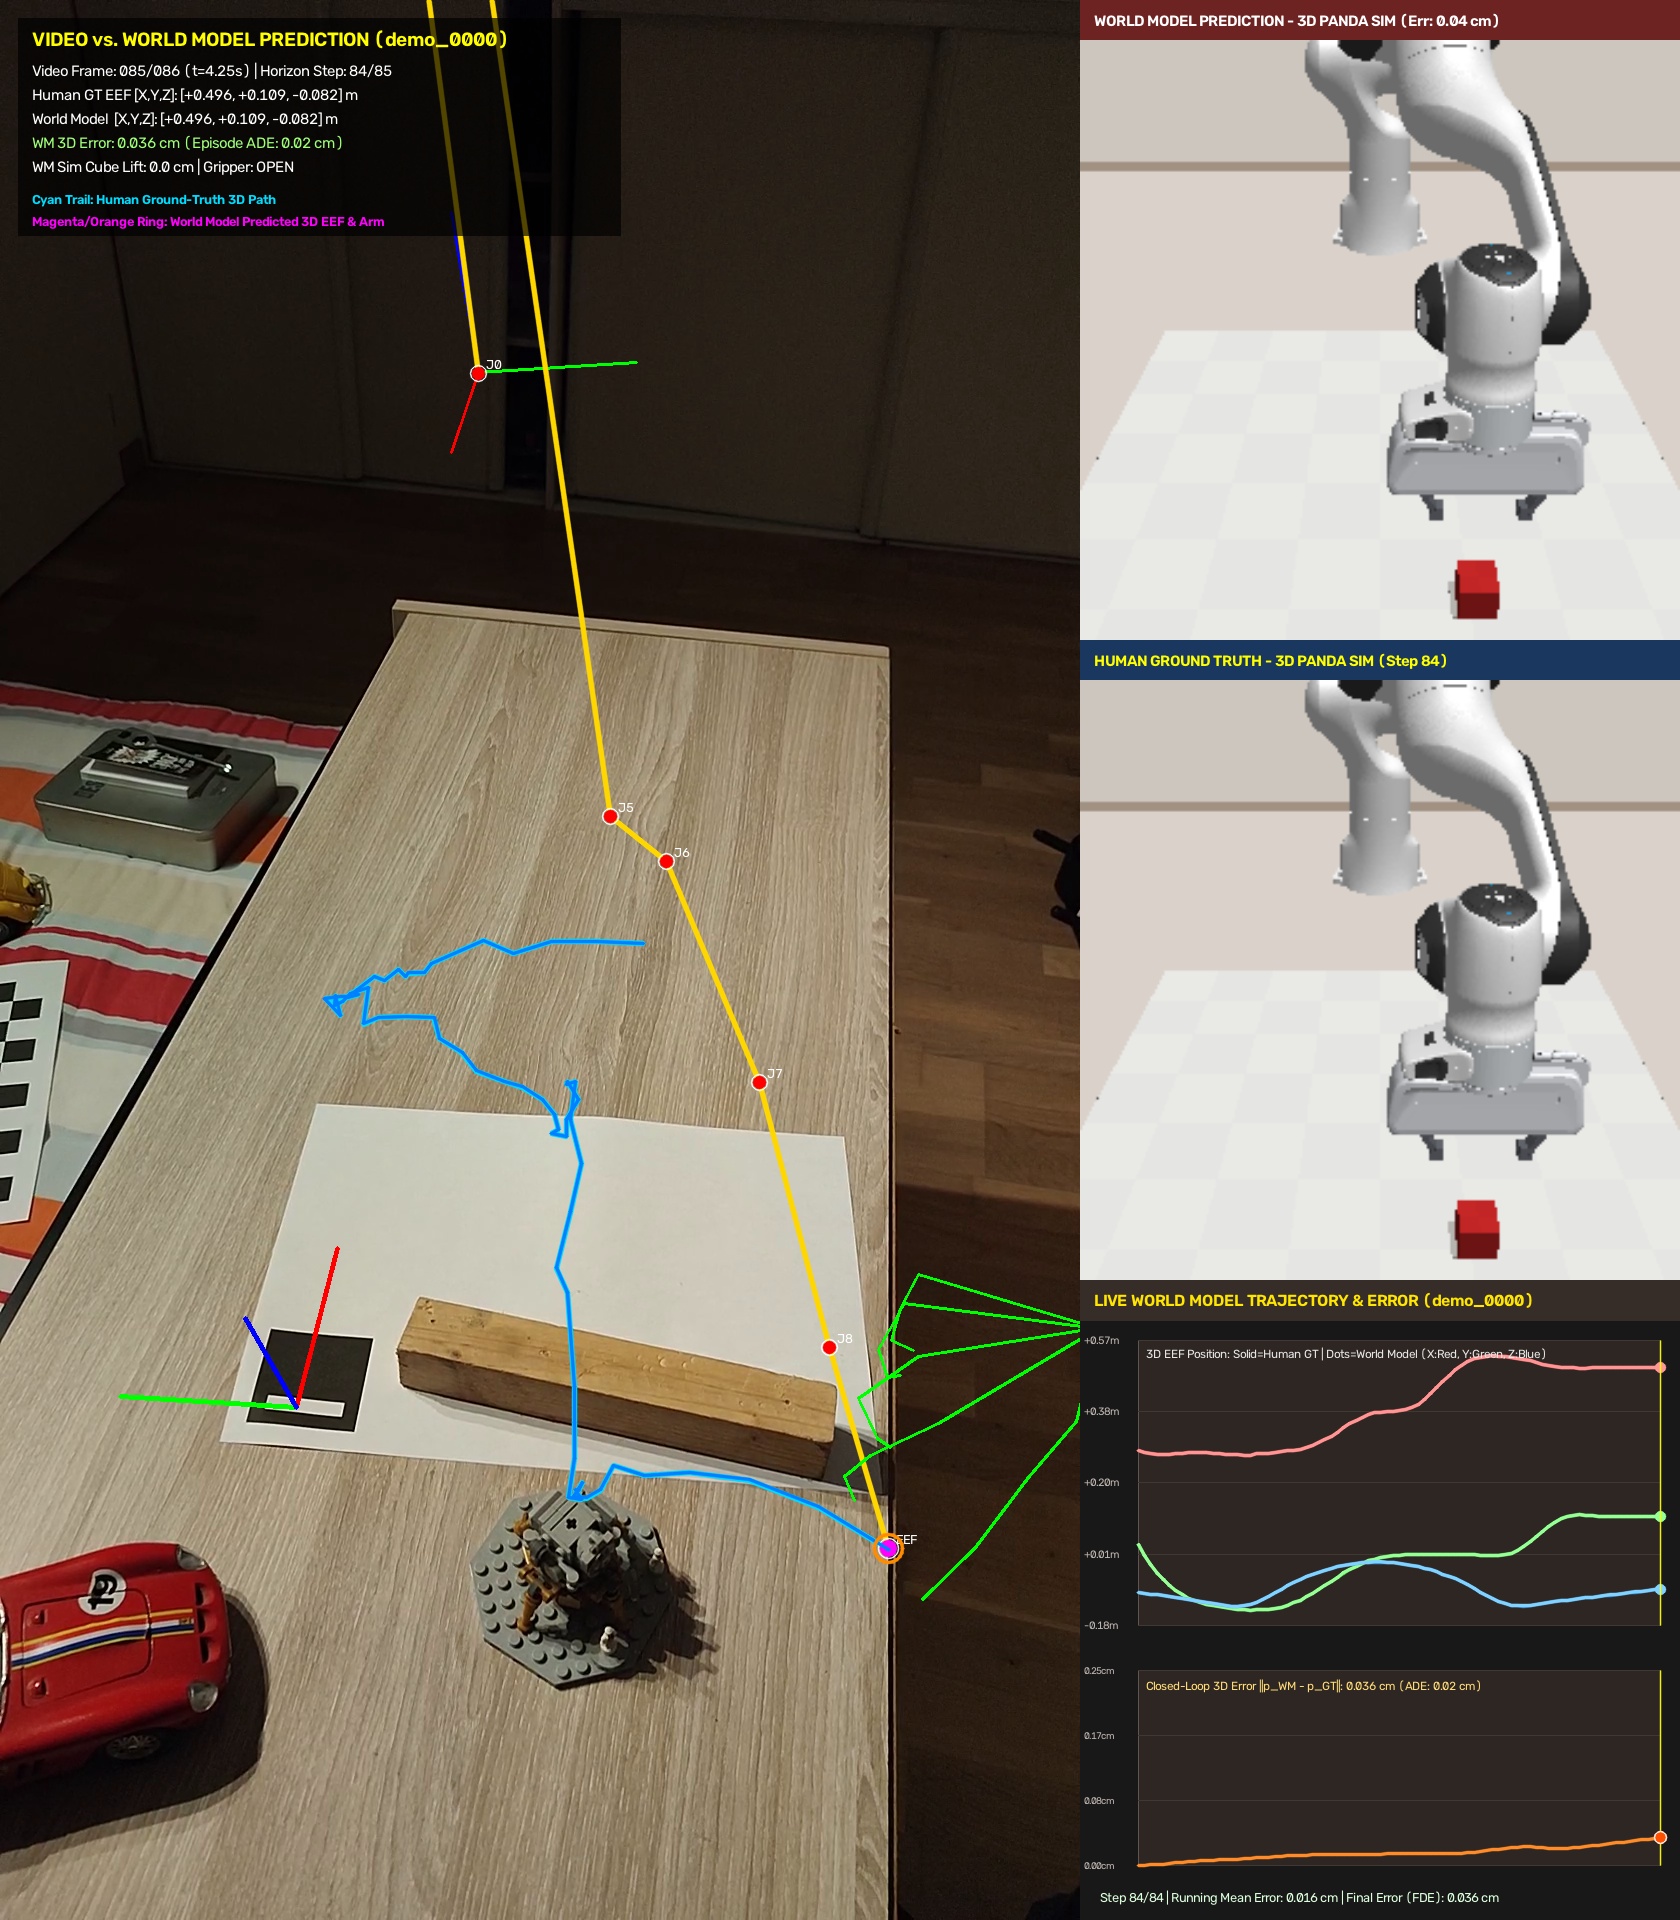 VIDEO vs. WORLD MODEL PREDICTION (demo_0000)
Video Frame: 085/086 (t=4.25s) | Horizon Step: 84/85
Human GT EEF [X,Y,Z]: [+0.496, +0.109, -0.082] m
World Model [X,Y,Z]: [+0.496, +0.109, -0.082] m
WM 3D Error: 0.036 cm (Episode ADE: 0.02 cm)
WM Sim Cube Lift: 0.0 cm | Gripper: OPEN
Cyan Trail: Human Ground-Truth 3D Path
Magenta/Orange Ring: World Model Predicted 3D EEF & Arm
J0
J5
J6
J7
J8
EEF
WORLD MODEL PREDICTION - 3D PANDA SIM (Err: 0.04 cm)
HUMAN GROUND TRUTH - 3D PANDA SIM (Step 84)
LIVE WORLD MODEL TRAJECTORY & ERROR (demo_0000)
+0.57m
3D EEF Position: Solid=Human GT | Dots=World Model (X:Red, Y:Green, Z:Blue)
+0.38m
+0.20m
+0.01m
-0.18m
0.25cm
Closed-Loop 3D Error ||p_WM - p_GT||: 0.036 cm (ADE: 0.02 cm)
0.17cm
0.08cm
0.00cm
Step 84/84 | Running Mean Error: 0.016 cm | Final Error (FDE): 0.036 cm